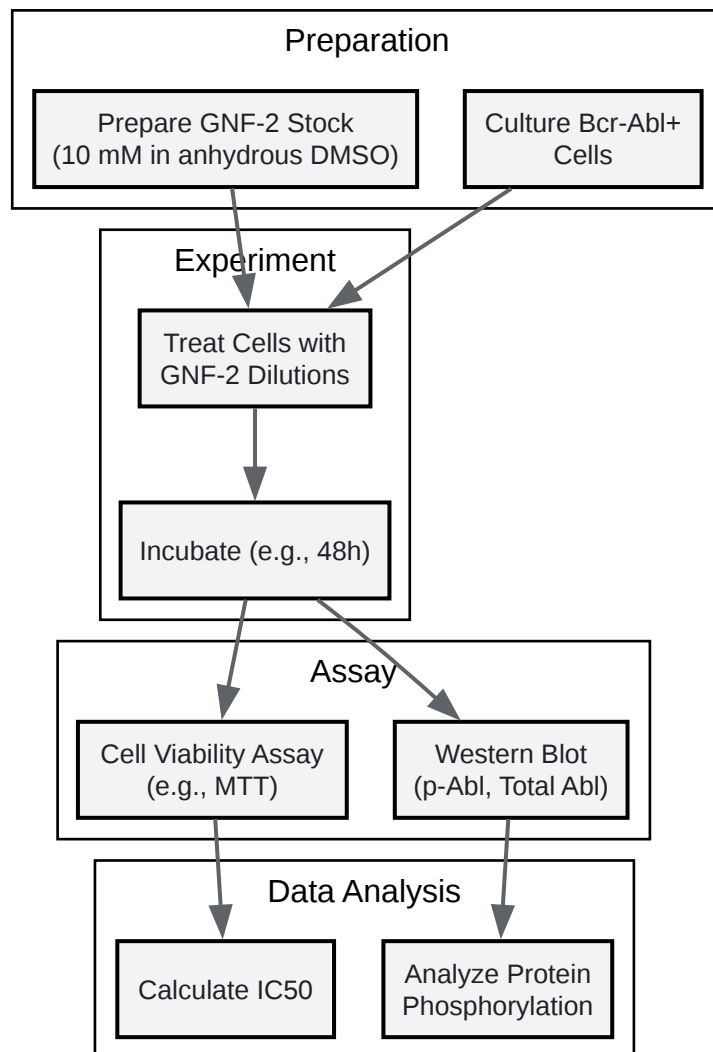 Preparation
Prepare GNF-2 Stock
(10 mM in anhydrous DMSO)
Culture Bcr-Abl+
Cells
Experiment
Treat Cells with
GNF-2 Dilutions
Incubate (e.g., 48h)
Assay
Cell Viability Assay
(e.g., MTT)
Western Blot
(p-Abl, Total Abl)
Data Analysis
Calculate IC50
Analyze Protein
Phosphorylation